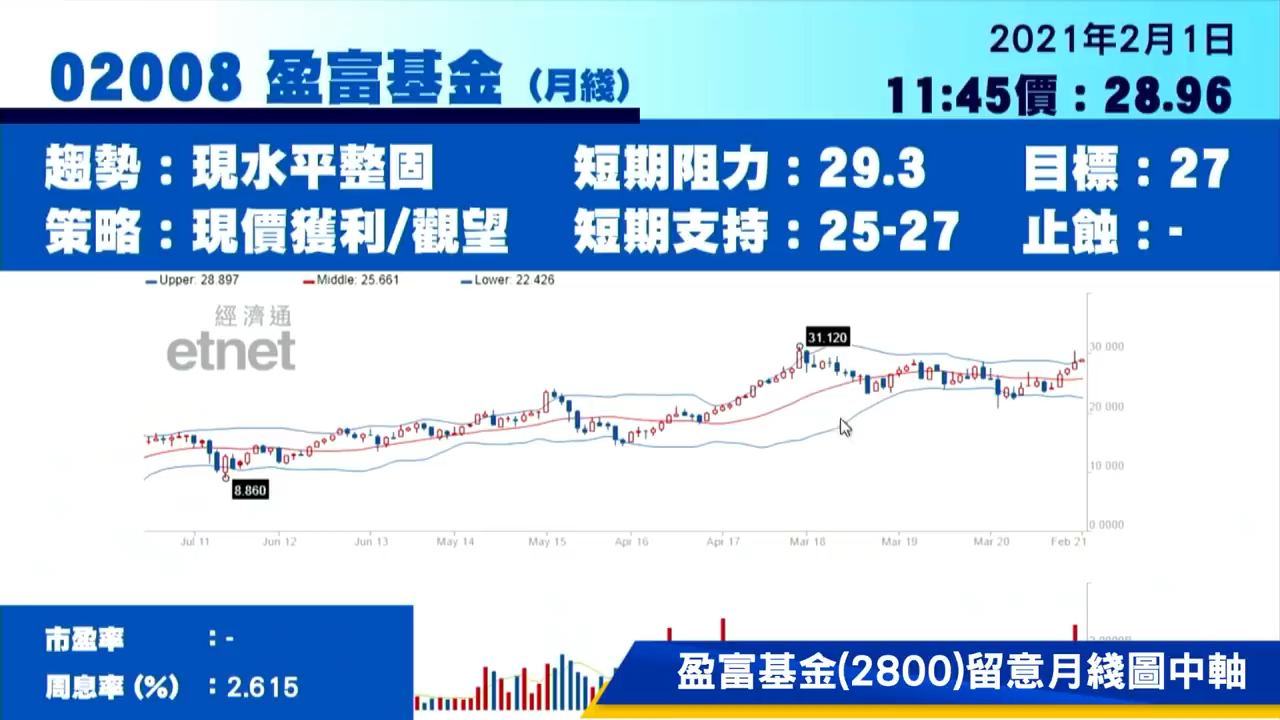 2021年2月1日
02008 盈富基金 (月綫)
11:45價：28.96
趨勢：現水平整固 短期阻力：29.3 目標：27
策略：現價獲利/觀望 短期支持：25-27 止蝕：-
Upper: 28.897 Middle: 25.661 Lower: 22.426
經濟通
etnet
31.120
30 000
20 000
10 000
8.860
0.0000
Jul 11 Jun 12 Jun 13 May 14 May 15 Apr 16 Apr 17 Mar 18 Mar 19 Mar 20 Feb 21
市盈率 ：-
周息率 (%) ：2.615
盈富基金(2800)留意月綫圖中軸